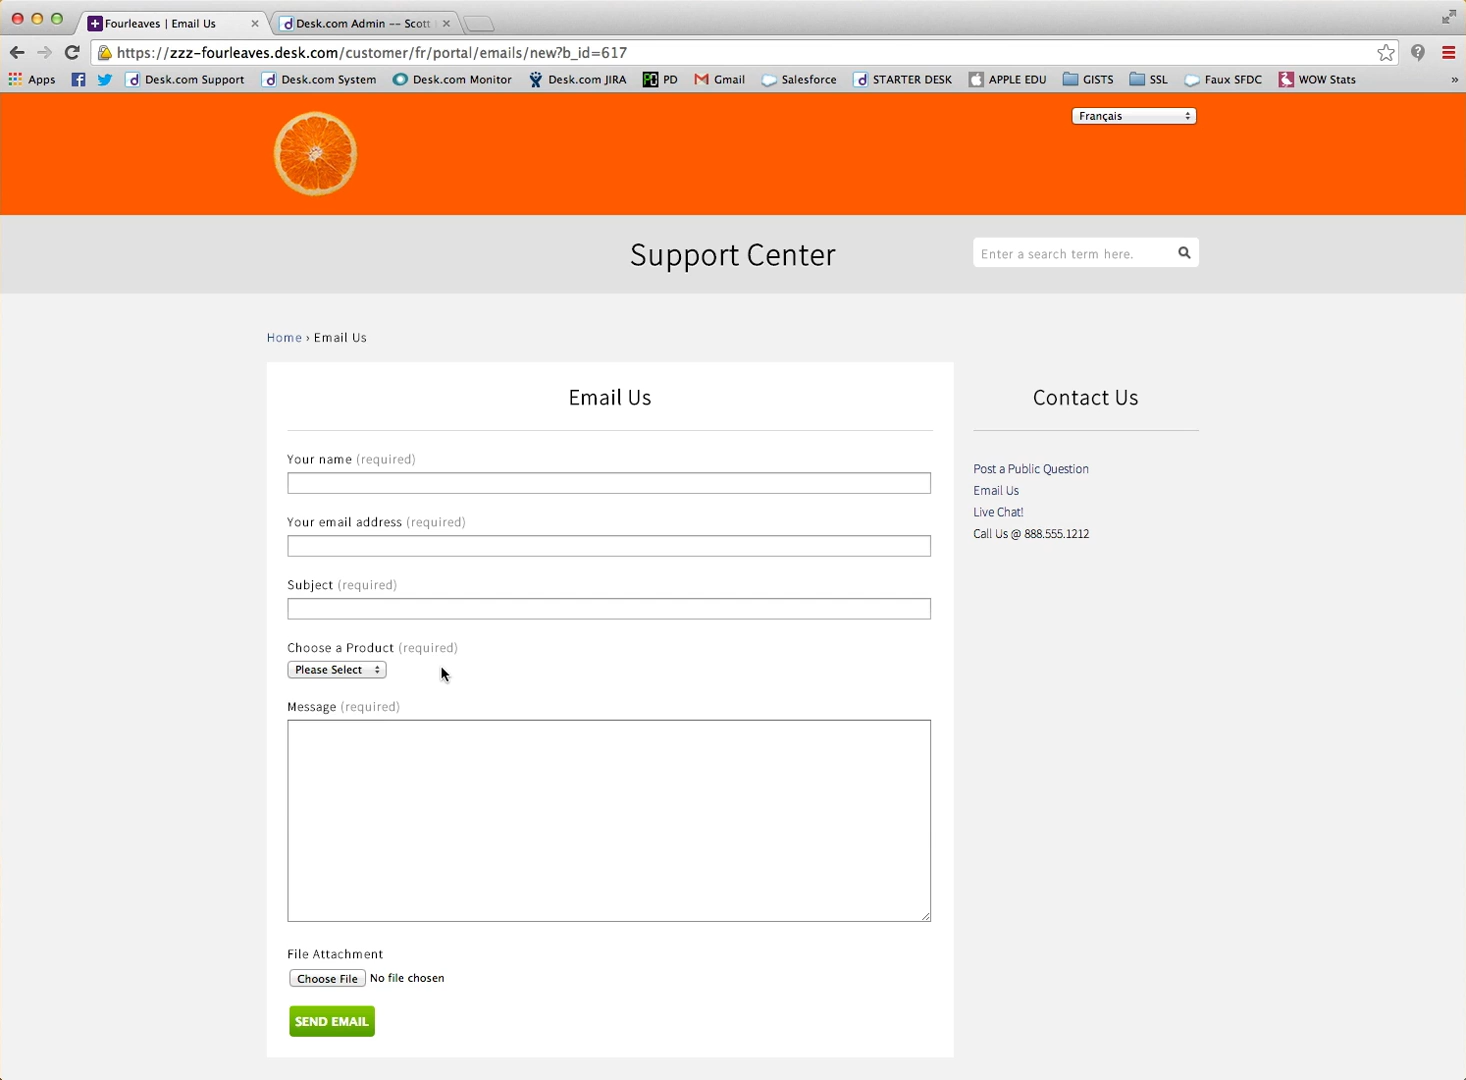 Fourleaves | Email Us
Desk.com Admin -- Scott
https://zzz-fourleaves.desk.com/customer/fr/portal/emails/new?b_id=617
Apps Desk.com Support Desk.com System Desk.com Monitor Desk.com JIRA PD Gmail Salesforce STARTER DESK APPLE EDU GISTS SSL Faux SFDC WOW Stats »
Français
Support Center
Enter a search term here.
Home › Email Us
Email Us
Your name (required)
Your email address (required)
Subject (required)
Choose a Product (required)
Please Select
Message (required)
File Attachment
Choose File No file chosen
SEND EMAIL
Contact Us
Post a Public Question
Email Us
Live Chat!
Call Us @ 888.555.1212